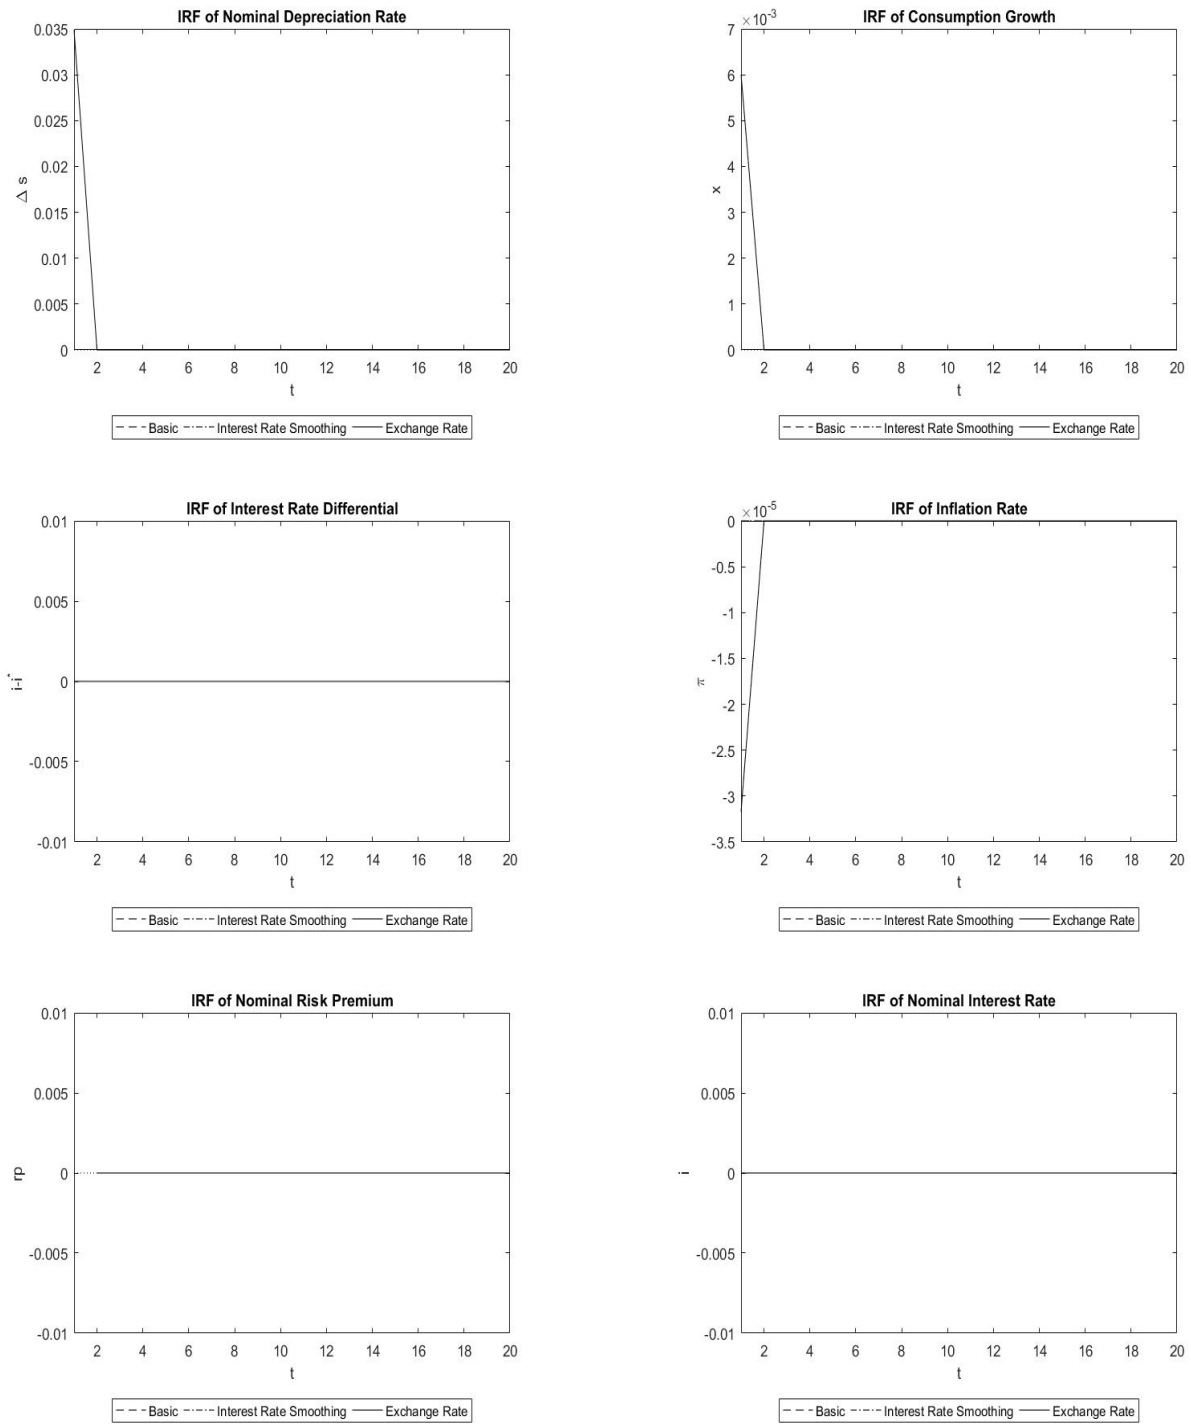 IRF of Nominal Depreciation Rate
0.035
0.03
0.025
0.02
0.015
0.01
0.005
0
Δ s
2 4 6 8 10 12 14 16 18 20
t
Basic Interest Rate Smoothing Exchange Rate
IRF of Consumption Growth
×10⁻³
7
6
5
4
3
2
1
0
x
2 4 6 8 10 12 14 16 18 20
t
Basic Interest Rate Smoothing Exchange Rate
IRF of Interest Rate Differential
0.01
0.005
0
-0.005
-0.01
i-i*
2 4 6 8 10 12 14 16 18 20
t
Basic Interest Rate Smoothing Exchange Rate
IRF of Inflation Rate
×10⁻⁵
0
-0.5
-1
-1.5
-2
-2.5
-3
-3.5
π
2 4 6 8 10 12 14 16 18 20
t
Basic Interest Rate Smoothing Exchange Rate
IRF of Nominal Risk Premium
0.01
0.005
0
-0.005
-0.01
rp
2 4 6 8 10 12 14 16 18 20
t
Basic Interest Rate Smoothing Exchange Rate
IRF of Nominal Interest Rate
0.01
0.005
0
-0.005
-0.01
i
2 4 6 8 10 12 14 16 18 20
t
Basic Interest Rate Smoothing Exchange Rate